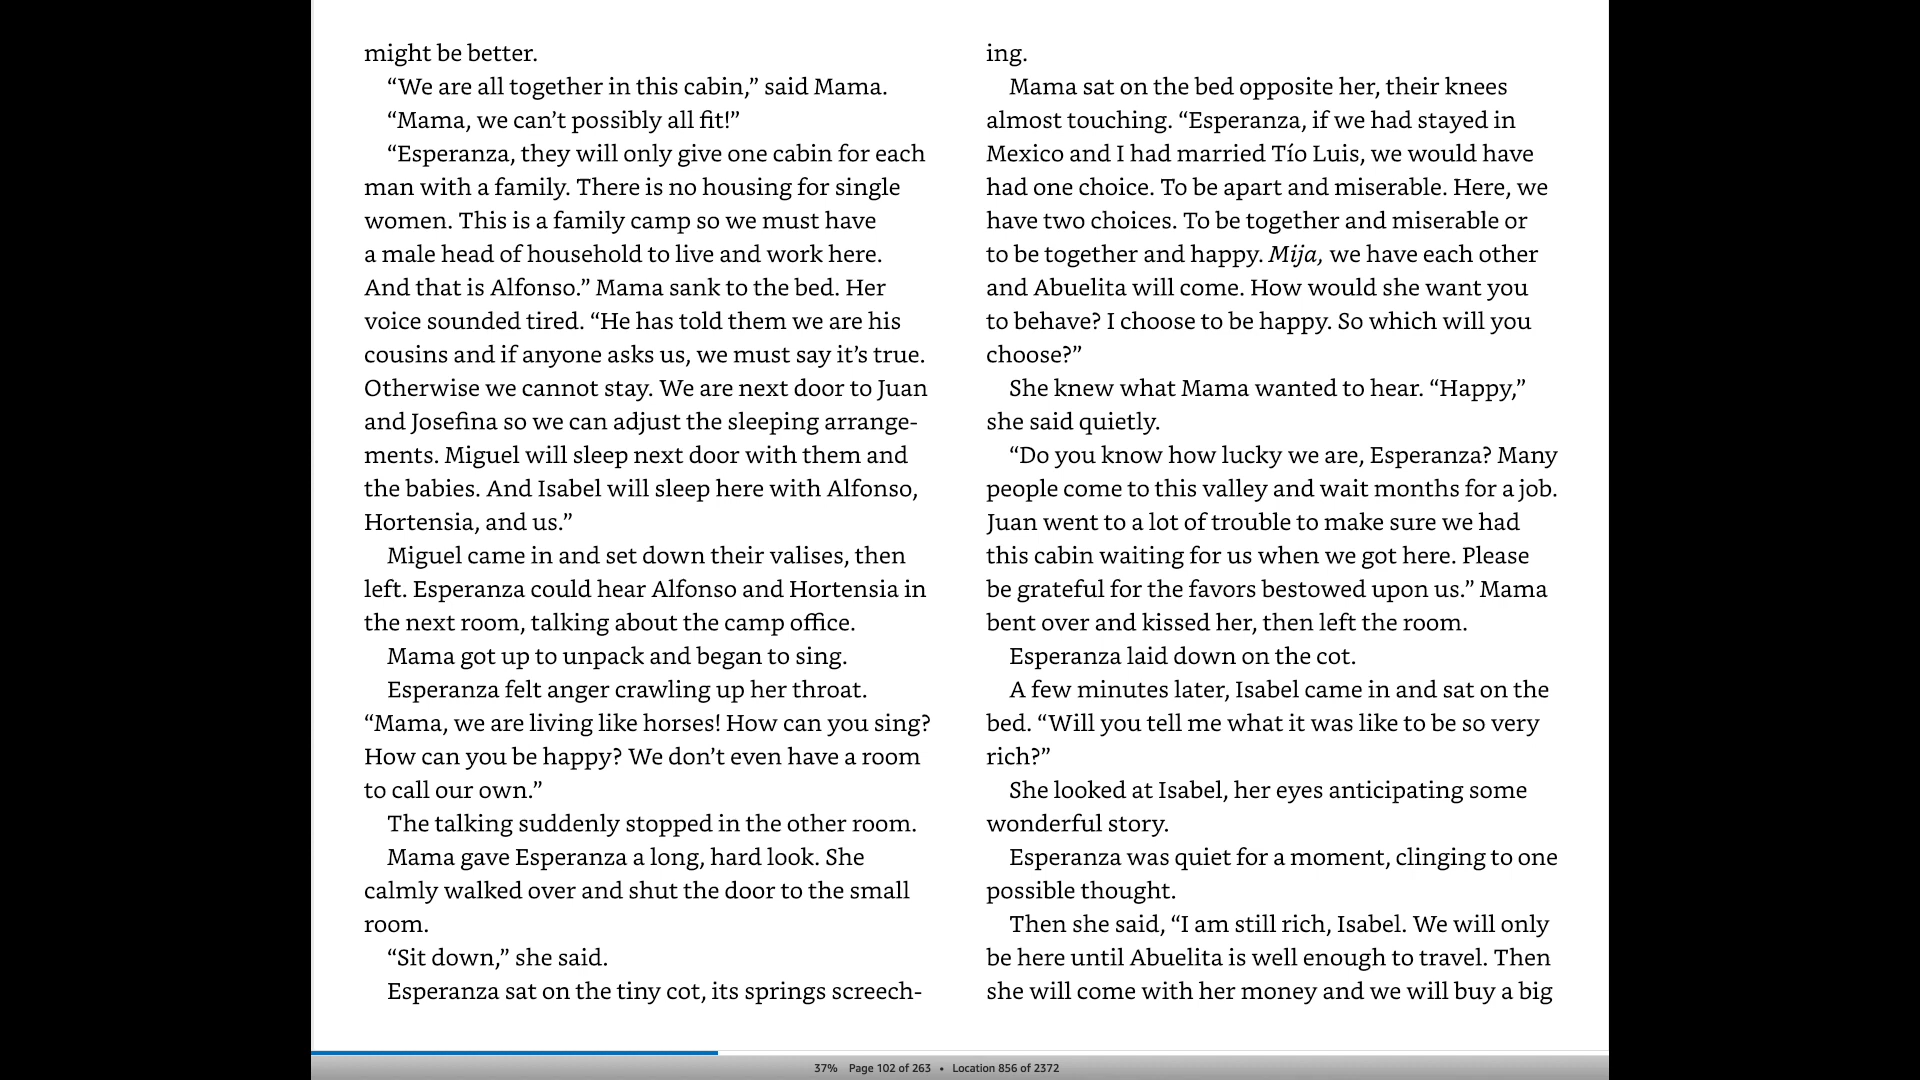 might be better.
“We are all together in this cabin,” said Mama.
“Mama, we can’t possibly all fit!”
“Esperanza, they will only give one cabin for each
man with a family. There is no housing for single
women. This is a family camp so we must have
a male head of household to live and work here.
And that is Alfonso.” Mama sank to the bed. Her
voice sounded tired. “He has told them we are his
cousins and if anyone asks us, we must say it’s true.
Otherwise we cannot stay. We are next door to Juan
and Josefina so we can adjust the sleeping arrange-
ments. Miguel will sleep next door with them and
the babies. And Isabel will sleep here with Alfonso,
Hortensia, and us.”
Miguel came in and set down their valises, then
left. Esperanza could hear Alfonso and Hortensia in
the next room, talking about the camp office.
Mama got up to unpack and began to sing.
Esperanza felt anger crawling up her throat.
“Mama, we are living like horses! How can you sing?
How can you be happy? We don’t even have a room
to call our own.”
The talking suddenly stopped in the other room.
Mama gave Esperanza a long, hard look. She
calmly walked over and shut the door to the small
room.
“Sit down,” she said.
Esperanza sat on the tiny cot, its springs screech-
ing.
Mama sat on the bed opposite her, their knees
almost touching. “Esperanza, if we had stayed in
Mexico and I had married Tío Luis, we would have
had one choice. To be apart and miserable. Here, we
have two choices. To be together and miserable or
to be together and happy. Mija, we have each other
and Abuelita will come. How would she want you
to behave? I choose to be happy. So which will you
choose?”
She knew what Mama wanted to hear. “Happy,”
she said quietly.
“Do you know how lucky we are, Esperanza? Many
people come to this valley and wait months for a job.
Juan went to a lot of trouble to make sure we had
this cabin waiting for us when we got here. Please
be grateful for the favors bestowed upon us.” Mama
bent over and kissed her, then left the room.
Esperanza laid down on the cot.
A few minutes later, Isabel came in and sat on the
bed. “Will you tell me what it was like to be so very
rich?”
She looked at Isabel, her eyes anticipating some
wonderful story.
Esperanza was quiet for a moment, clinging to one
possible thought.
Then she said, “I am still rich, Isabel. We will only
be here until Abuelita is well enough to travel. Then
she will come with her money and we will buy a big
37% Page 102 of 263 • Location 856 of 2372